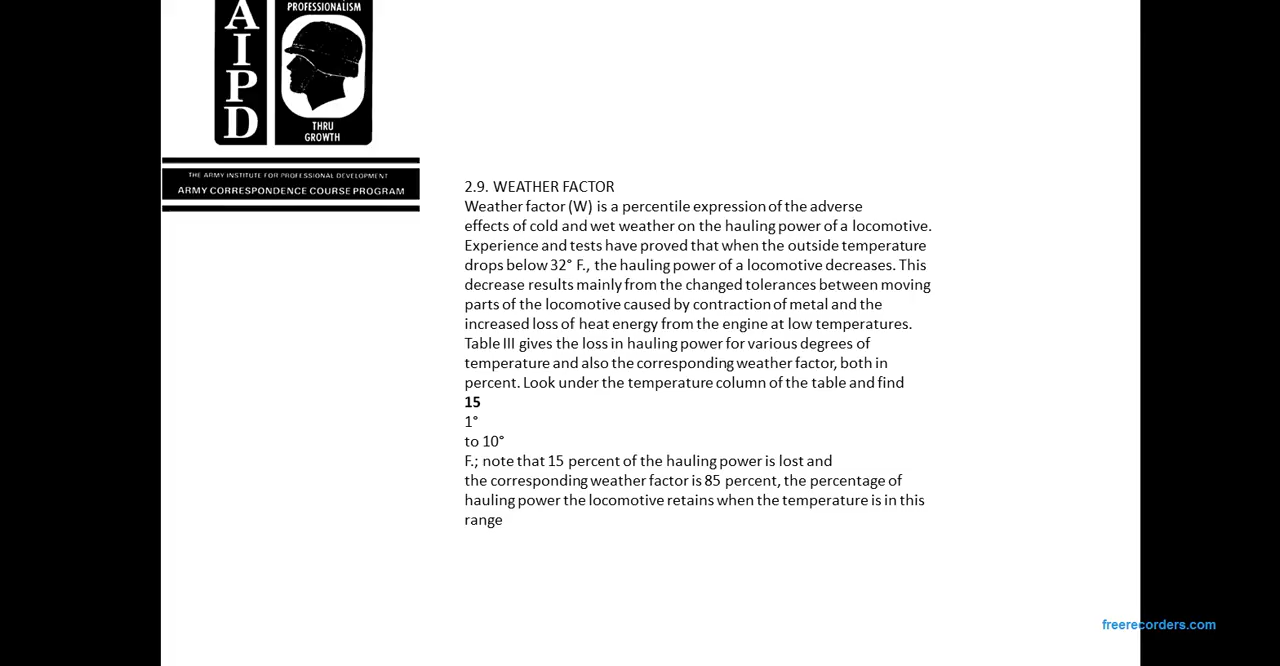 PROFESSIONALISM
A
I
P
D
THRU
GROWTH
THE ARMY INSTITUTE FOR PROFESSIONAL DEVELOPMENT
ARMY CORRESPONDENCE COURSE PROGRAM
2.9. WEATHER FACTOR
Weather factor (W) is a percentile expression of the adverse
effects of cold and wet weather on the hauling power of a locomotive.
Experience and tests have proved that when the outside temperature
drops below 32° F., the hauling power of a locomotive decreases. This
decrease results mainly from the changed tolerances between moving
parts of the locomotive caused by contraction of metal and the
increased loss of heat energy from the engine at low temperatures.
Table III gives the loss in hauling power for various degrees of
temperature and also the corresponding weather factor, both in
percent. Look under the temperature column of the table and find
15
1°
to 10°
F.; note that 15 percent of the hauling power is lost and
the corresponding weather factor is 85 percent, the percentage of
hauling power the locomotive retains when the temperature is in this
range
freerecorders.com